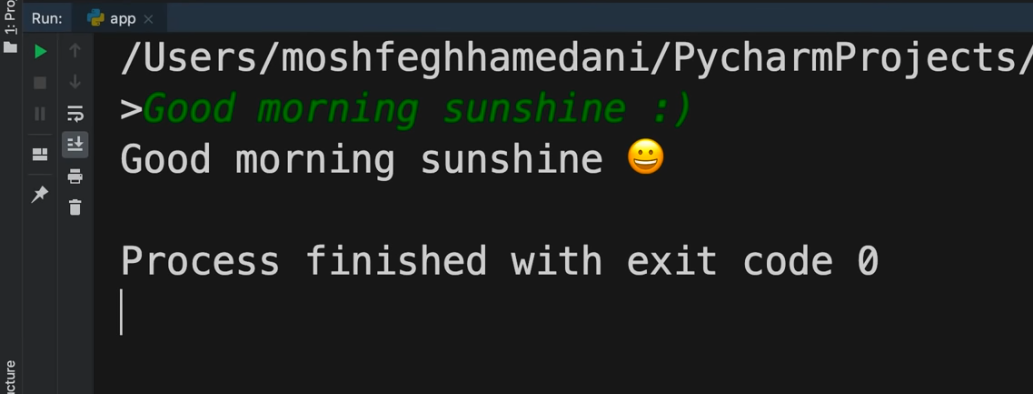 Run:
app
/Users/moshfeghhamedani/PycharmProjects/
>Good morning sunshine :)
Good morning sunshine 😀
Process finished with exit code 0